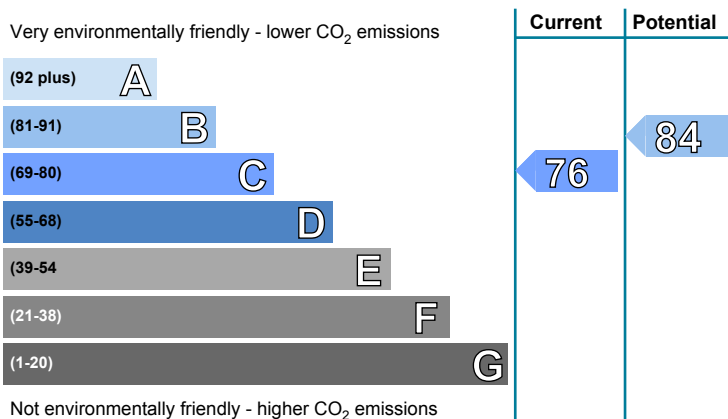 Very environmentally friendly - lower CO2 emissions
Current
Potential
(92 plus) A
(81-91) B
84
(69-80) C
76
(55-68) D
(39-54 E
(21-38) F
(1-20) G
Not environmentally friendly - higher CO2 emissions